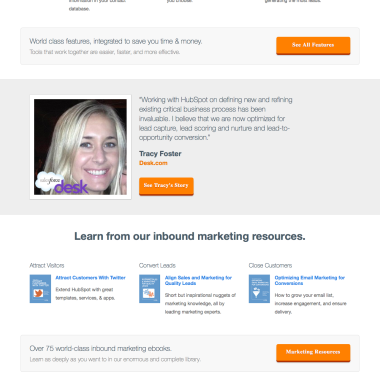 information in your contact
you choose.
generating the most leads.
database.
World class features, integrated to save you time & money.
Tools that work together are easier, faster, and more effective.
See All Features
"Working with HubSpot on defining new and refining
existing critical business process has been
invaluable. I believe that we are now optimized for
lead capture, lead scoring and nurture and lead-to-
opportunity conversion."
Tracy Foster
Desk.com
salesforce
desk
See Tracy's Story
Learn from our inbound marketing resources.
Attract Visitors
Attract Customers With Twitter
Extend HubSpot with great
templates, services, & apps.
Convert Leads
Align Sales and Marketing for
Quality Leads
Short but inspirational nuggets of
marketing knowledge, all by
leading marketing experts.
Close Customers
Optimizing Email Marketing for
Conversions
How to grow your email list,
increase engagement, and ensure
delivery.
Over 75 world-class inbound marketing ebooks.
Learn as deeply as you want to in our enormous and complete library.
Marketing Resources